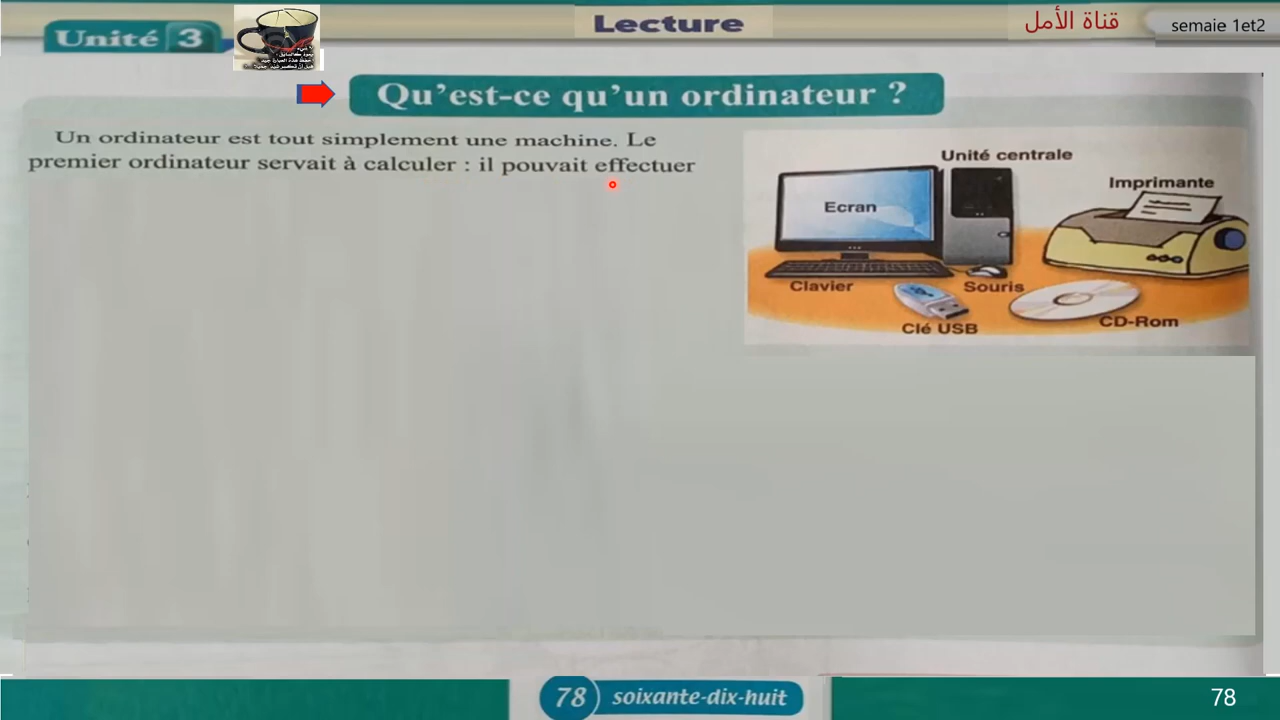 Unité 3
Lecture
قناة الأمل
semaie 1et2
Qu'est-ce qu'un ordinateur ?
Un ordinateur est tout simplement une machine. Le
premier ordinateur servait à calculer : il pouvait effectuer
Unité centrale
Imprimante
Ecran
Clavier
Souris
CD-Rom
Clé USB
78 soixante-dix-huit
78